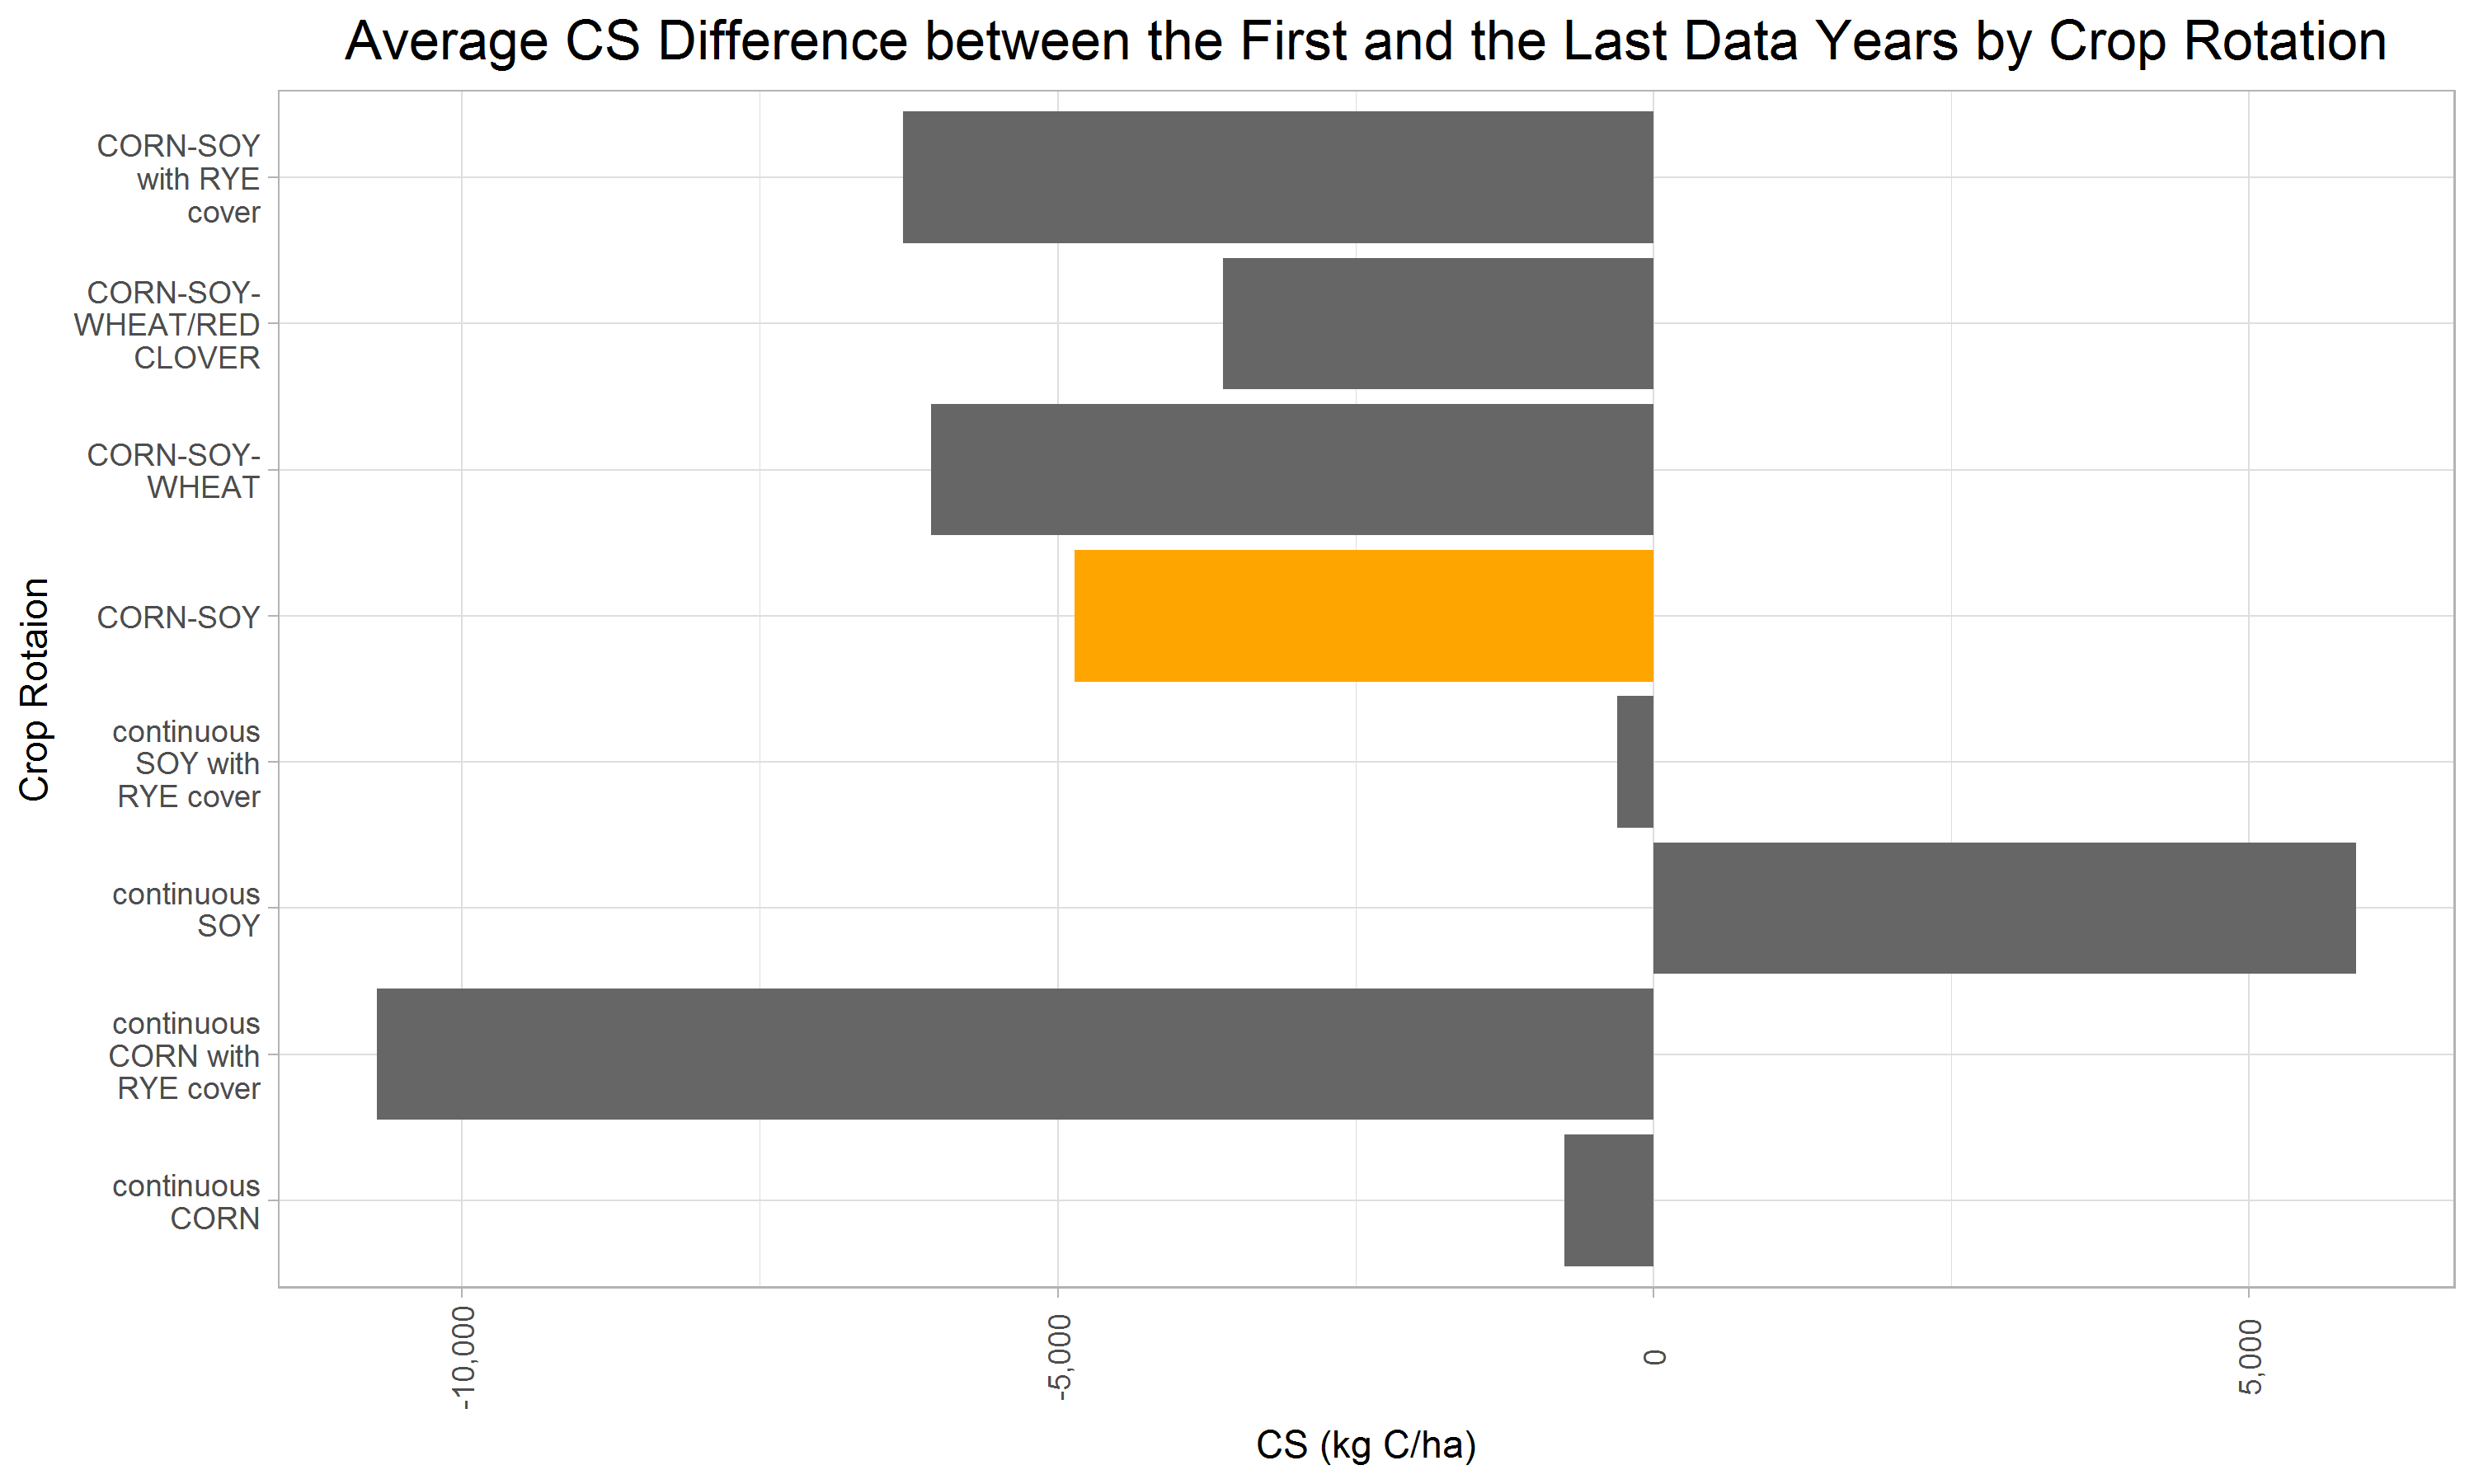 Average CS Difference between the First and the Last Data Years by Crop Rotation
Crop Rotaion
CORN-SOY
with RYE
cover
CORN-SOY-
WHEAT/RED
CLOVER
CORN-SOY-
WHEAT
CORN-SOY
continuous
SOY with
RYE cover
continuous
SOY
continuous
CORN with
RYE cover
continuous
CORN
-10,000
-5,000
0
5,000
CS (kg C/ha)